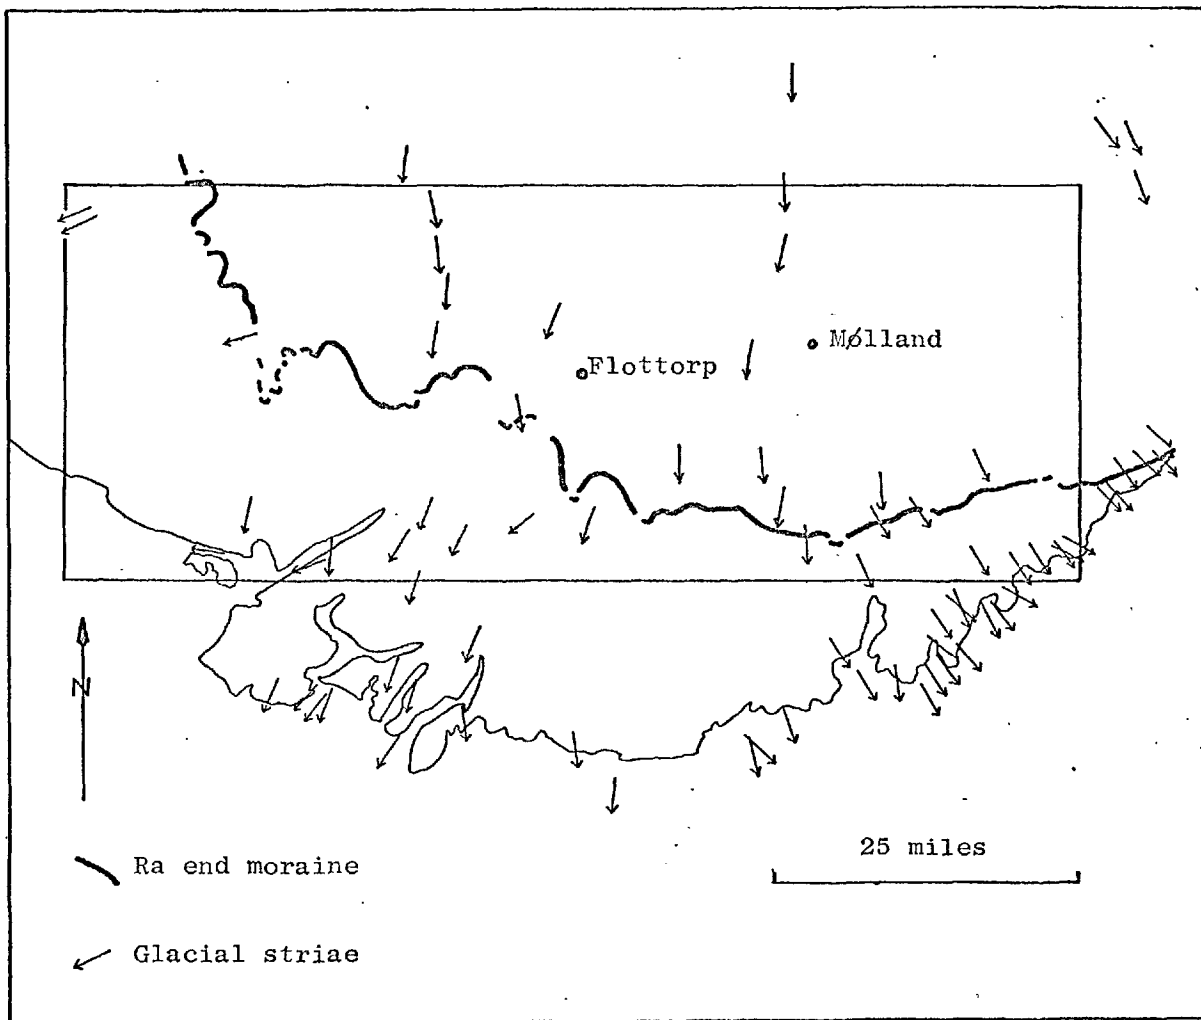 Mølland
Flottorp
N
25 miles
Ra end moraine
Glacial striae